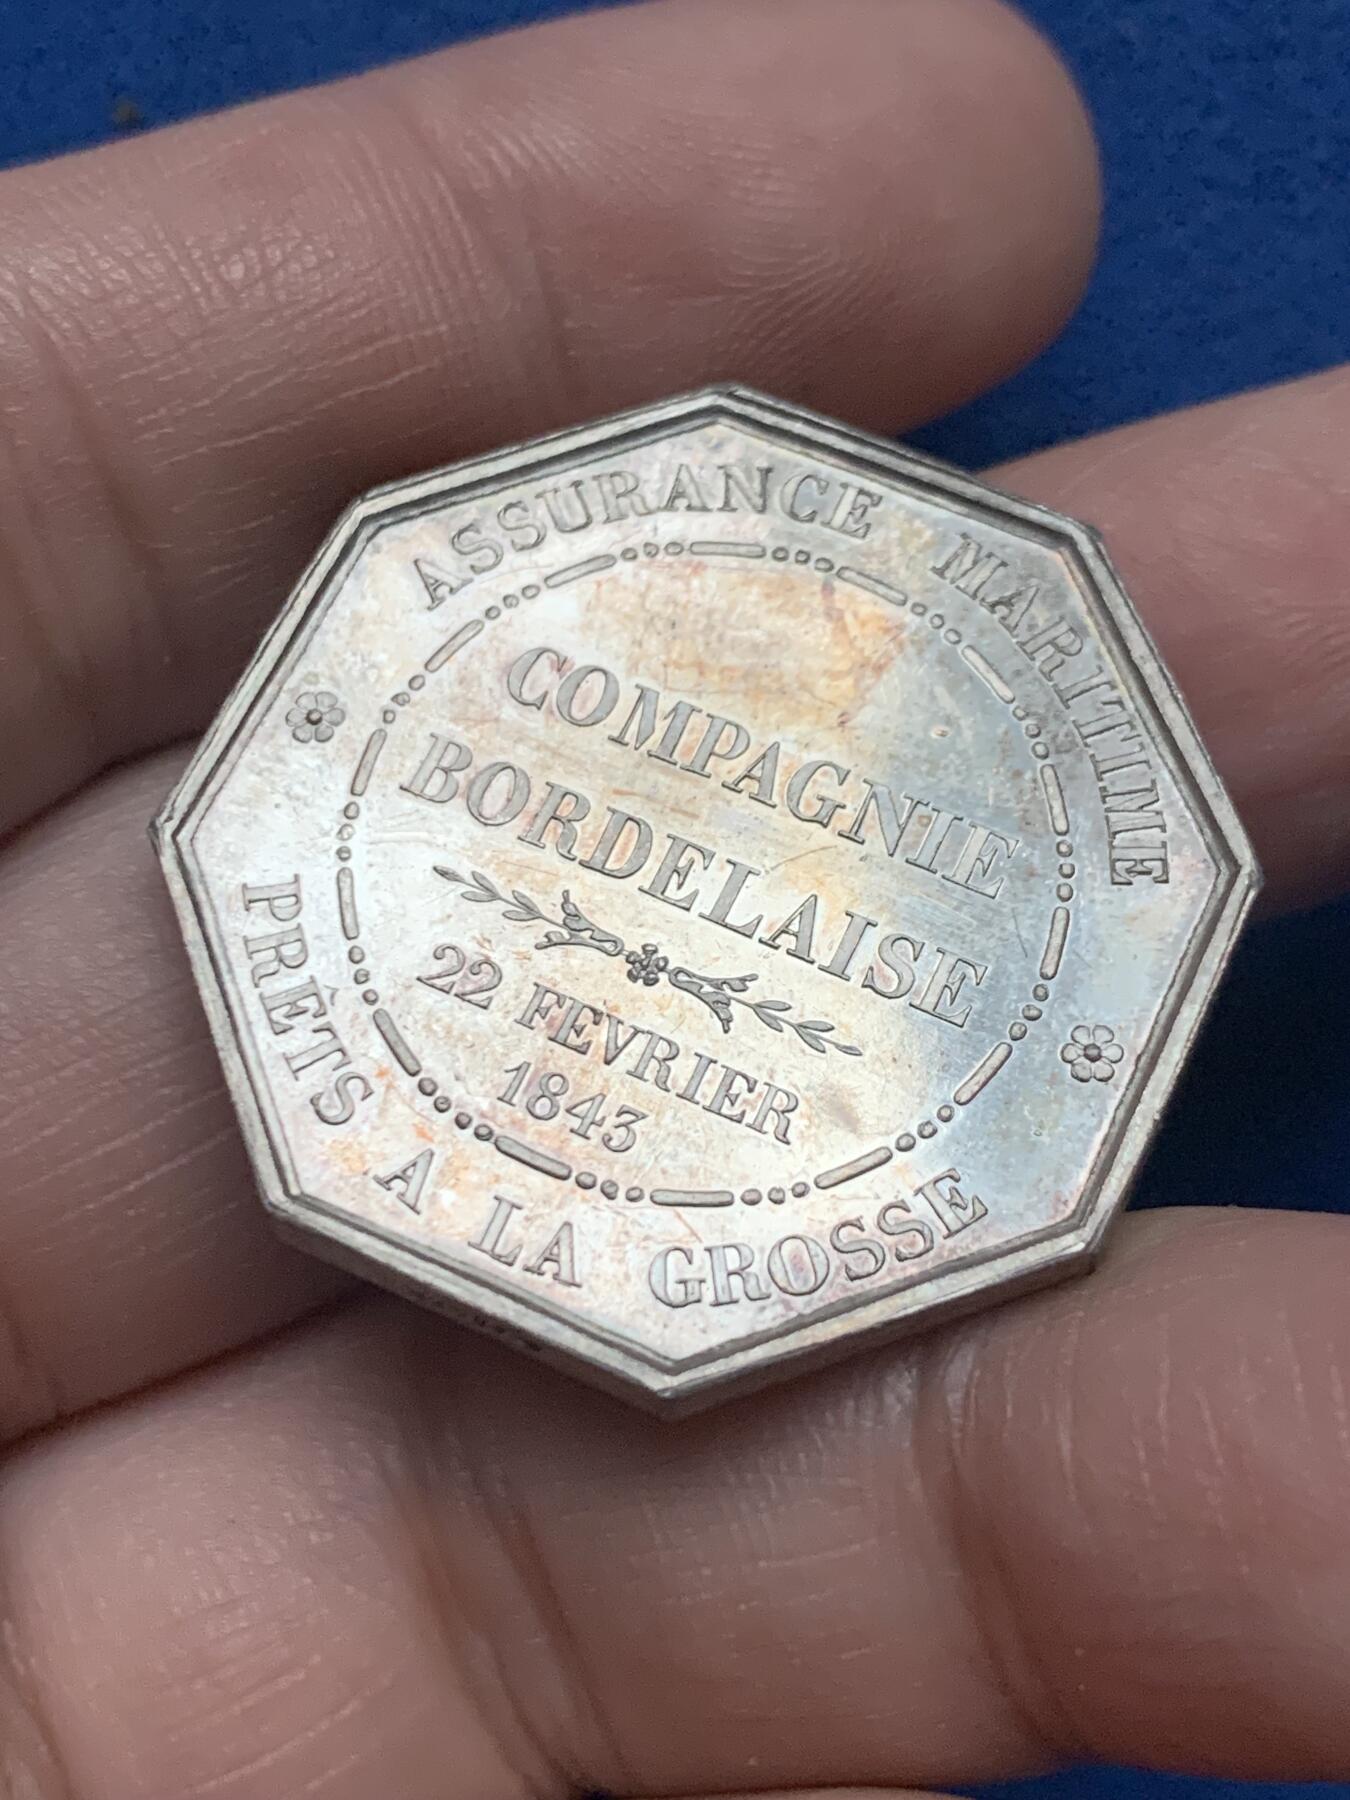 ASSURANCE MARITIME
COMPAGNIE
BORDELAISE
22 FEVRIER
1843
PRÊTS A LA GROSSE